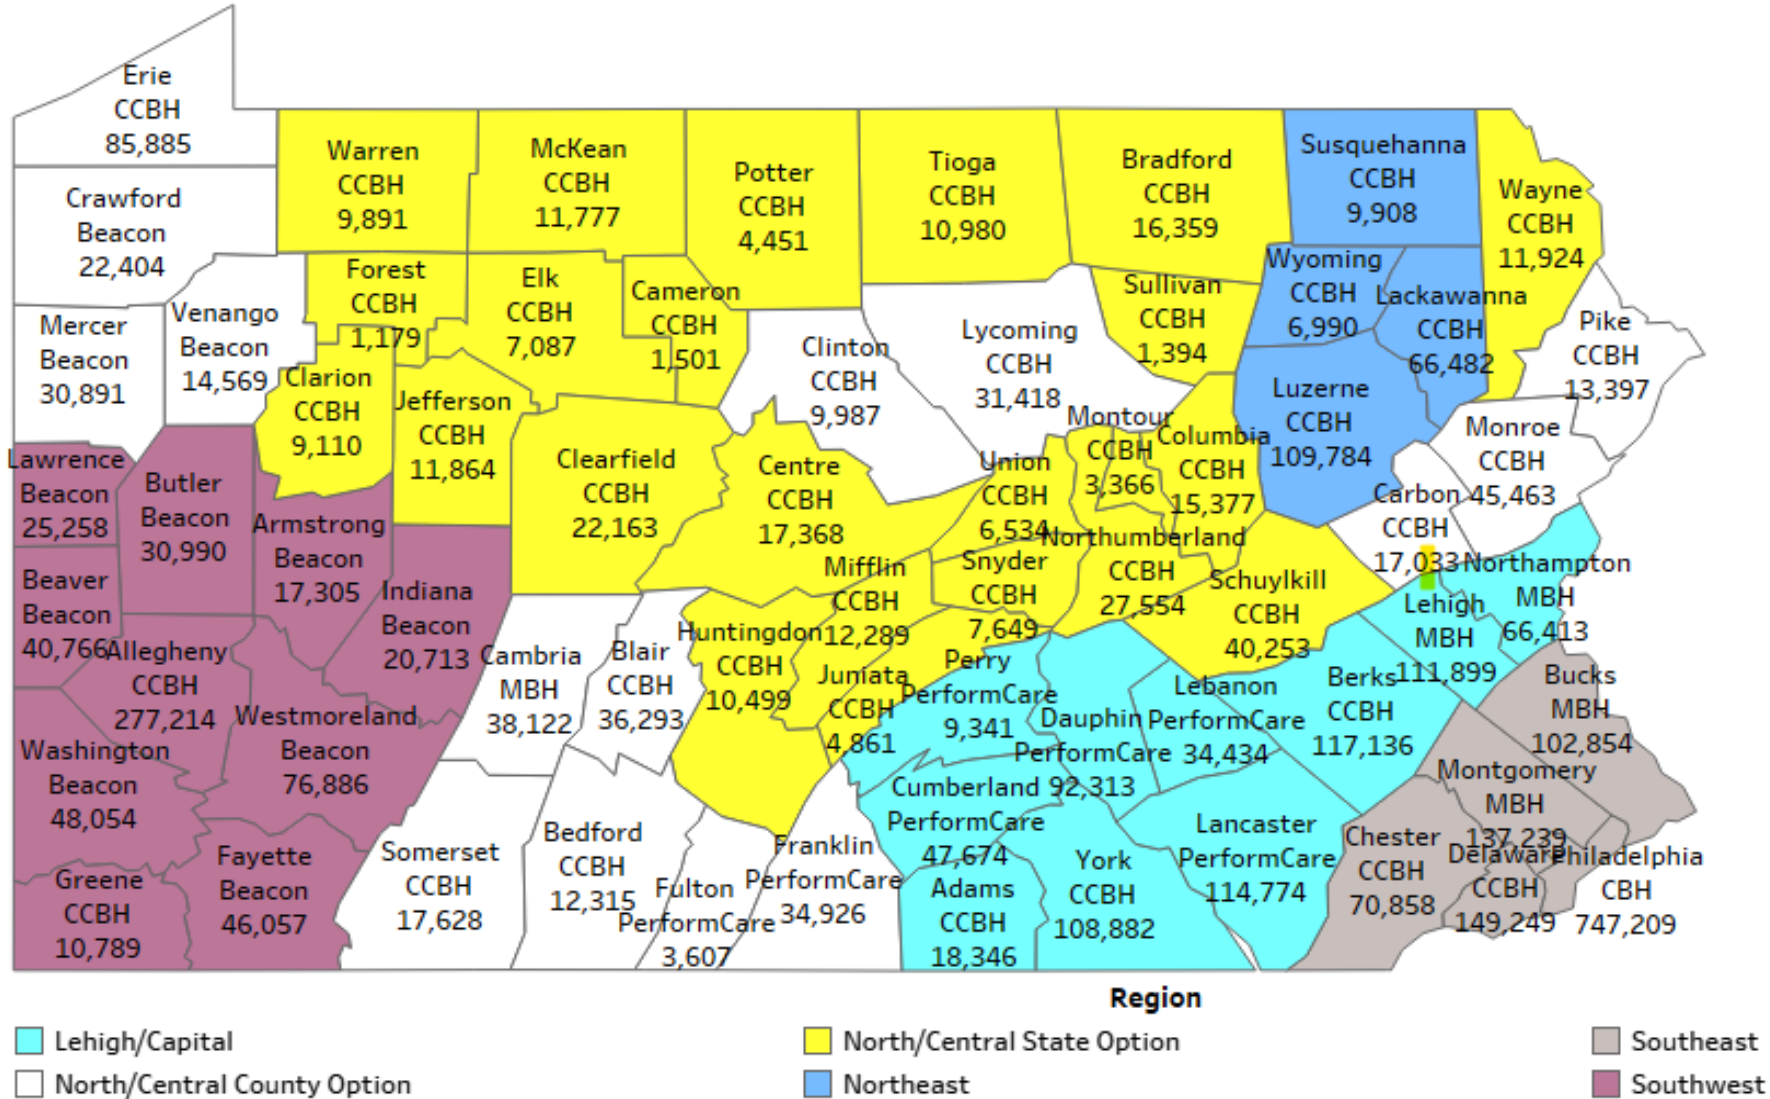 Erie
CCBH
85,885
Warren
CCBH
9,891
McKean
CCBH
11,777
Potter
CCBH
4,451
Tioga
CCBH
10,980
Bradford
CCBH
16,359
Susquehanna
CCBH
9,908
Wayne
CCBH
11,924
Crawford
Beacon
22,404
Mercer
Beacon
30,891
Venango
Beacon
14,569
Forest
CCBH
1,179
Elk
CCBH
7,087
Cameron
CCBH
1,501
Clinton
CCBH
9,987
Lycoming
CCBH
31,418
Sullivan
CCBH
1,394
Wyoming
CCBH
6,990
Lackawanna
CCBH
66,482
Pike
CCBH
13,397
Clarion
CCBH
9,110
Jefferson
CCBH
11,864
Clearfield
CCBH
22,163
Centre
CCBH
17,368
Union
CCBH
6,534
Montour
CCBH
3,366
Columbia
CCBH
15,377
Luzerne
CCBH
109,784
Monroe
CCBH
45,463
Carbon
CCBH
17,033
Lawrence
Beacon
25,258
Butler
Beacon
30,990
Armstrong
Beacon
17,305
Indiana
Beacon
20,713
Beaver
Beacon
40,766
Allegheny
CCBH
277,214
Westmoreland
Beacon
76,886
Washington
Beacon
48,054
Greene
CCBH
10,789
Fayette
Beacon
46,057
Cambria
MBH
38,122
Blair
CCBH
36,293
Huntingdon
CCBH
10,499
Mifflin
CCBH
12,289
Juniata
CCBH
4,861
Snyder
CCBH
7,649
Northumberland
CCBH
27,554
Schuylkill
CCBH
40,253
Northampton
MBH
66,413
Lehigh
MBH
111,899
Perry
PerformCare
9,341
Dauphin
PerformCare
92,313
Lebanon
PerformCare
34,434
Berks
CCBH
117,136
Bucks
MBH
102,854
Montgomery
MBH
137,239
Cumberland
PerformCare
47,674
Somerset
CCBH
17,628
Bedford
CCBH
12,315
Fulton
PerformCare
3,607
Franklin
PerformCare
34,926
Adams
CCBH
18,346
York
CCBH
108,882
Lancaster
PerformCare
114,774
Chester
CCBH
70,858
Delaware
CCBH
149,249
Philadelphia
CBH
747,209
Region
Lehigh/Capital
North/Central State Option
Southeast
North/Central County Option
Northeast
Southwest